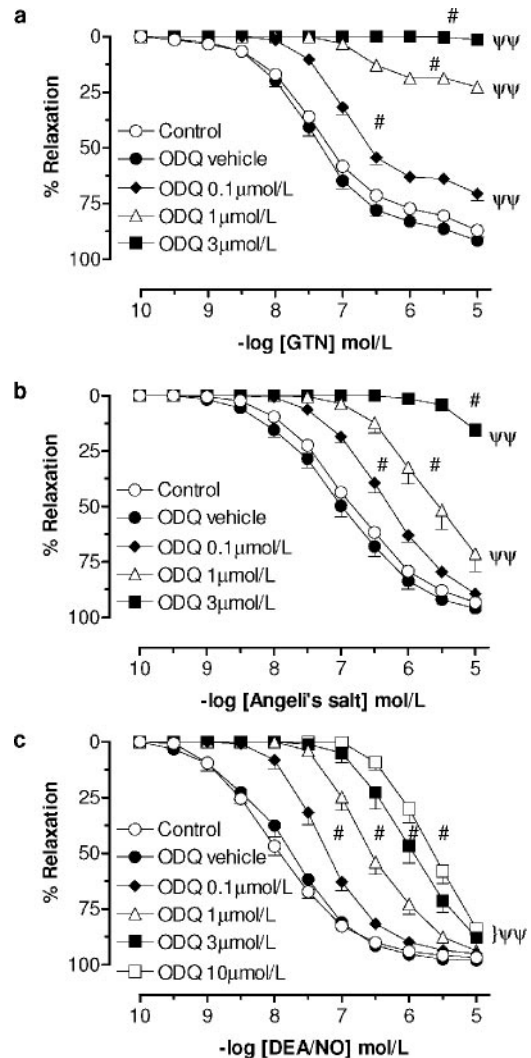 a
#
0
ψψ
#
25
ψψ
% Relaxation
50
Control
#
ODQ vehicle
75
ODQ 0.1μmol/L
ψψ
ODQ 1μmol/L
100
ODQ 3μmol/L
10 9 8 7 6 5
-log [GTN] mol/L
b
0
#
ψψ
25
% Relaxation
Control
# #
50
ODQ vehicle
ODQ 0.1μmol/L
75
ODQ 1μmol/L
ψψ
100
ODQ 3μmol/L
10 9 8 7 6 5
-log [Angeli's salt] mol/L
c
0
25
% Relaxation
Control
# # # #
50
ODQ vehicle
ODQ 0.1μmol/L
75
ODQ 1μmol/L
}ψψ
ODQ 3μmol/L
100
ODQ 10μmol/L
10 9 8 7 6 5
-log [DEA/NO] mol/L